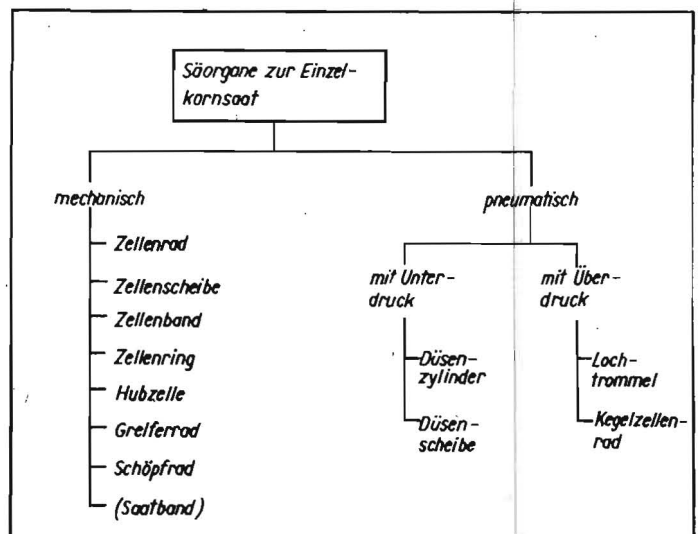 Säorgane zur Einzel-
kornsaat
mechanisch
Zellenrad
Zellenscheibe
Zellenband
Zellenring
Hubzelle
Greiferrad
Schöpfrad
(Saatband)
pneumatisch
mit Unter-
druck
Düsen-
zylinder
Düsen-
scheibe
mit Über-
druck
Loch-
trommel
Kegelzellen-
rad